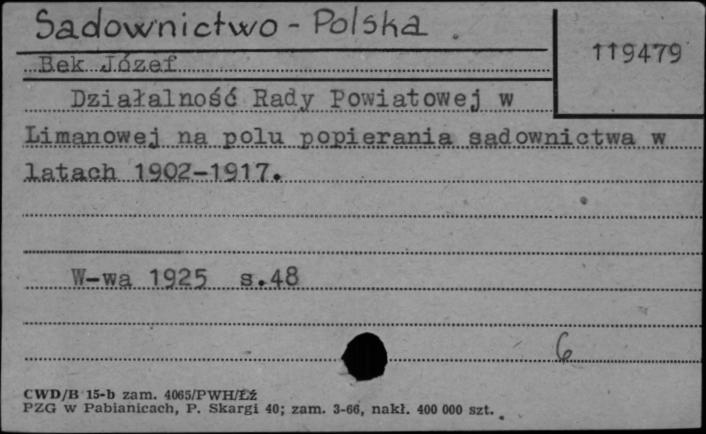 Sadownictwo - Polska.
119479
Bek Józef
Działalność Rady Powiatowej w
Limanowej na polu popierania sadownictwa w
latach 1902-1917.
W-wa 1925 s.48
6
CWD/B 15-b zam. 4065/PWH/Łź
PZG w Pabianicach, P. Skargi 40; zam. 3-66, nakł. 400 000 szt.